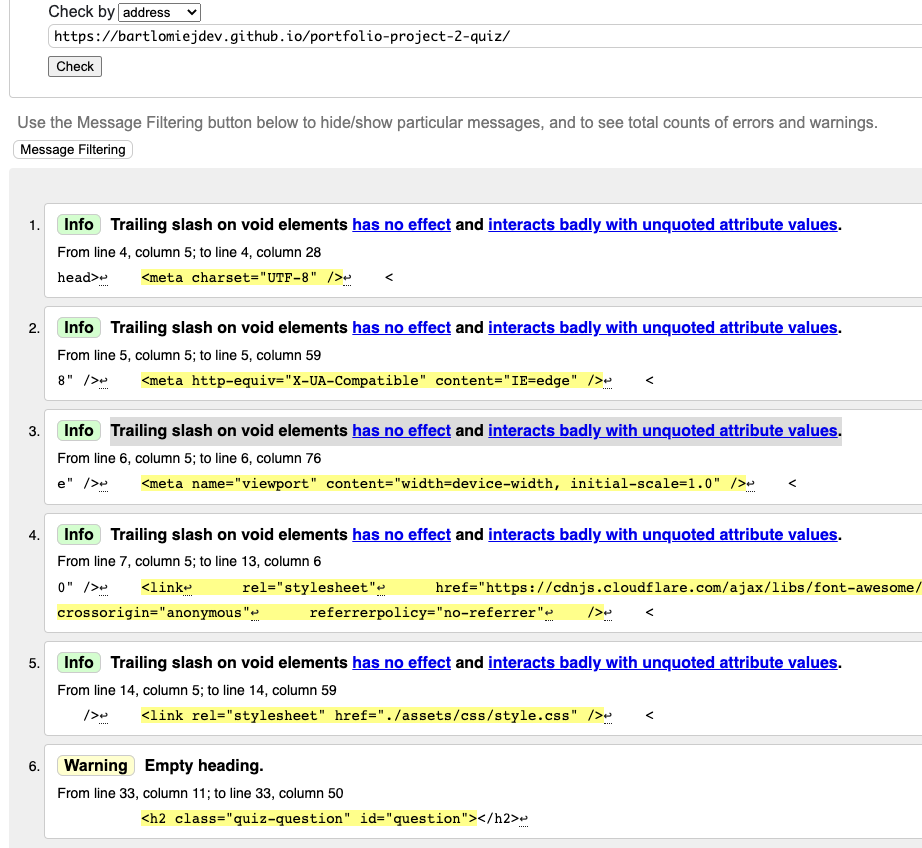 Check by address
https://bartlomiejdev.github.io/portfolio-project-2-quiz/
Check
Use the Message Filtering button below to hide/show particular messages, and to see total counts of errors and warnings.
Message Filtering
1. Info Trailing slash on void elements has no effect and interacts badly with unquoted attribute values.
From line 4, column 5; to line 4, column 28
head>↩ <meta charset="UTF-8" />↩ <
2. Info Trailing slash on void elements has no effect and interacts badly with unquoted attribute values.
From line 5, column 5; to line 5, column 59
8" />↩ <meta http-equiv="X-UA-Compatible" content="IE=edge" />↩ <
3. Info Trailing slash on void elements has no effect and interacts badly with unquoted attribute values.
From line 6, column 5; to line 6, column 76
e" />↩ <meta name="viewport" content="width=device-width, initial-scale=1.0" />↩ <
4. Info Trailing slash on void elements has no effect and interacts badly with unquoted attribute values.
From line 7, column 5; to line 13, column 6
0" />↩ <link↩ rel="stylesheet"↩ href="https://cdnjs.cloudflare.com/ajax/libs/font-awesome/
crossorigin="anonymous"↩ referrerpolicy="no-referrer"↩ />↩ <
5. Info Trailing slash on void elements has no effect and interacts badly with unquoted attribute values.
From line 14, column 5; to line 14, column 59
/>↩ <link rel="stylesheet" href="./assets/css/style.css" />↩ <
6. Warning Empty heading.
From line 33, column 11; to line 33, column 50
<h2 class="quiz-question" id="question"></h2>↩